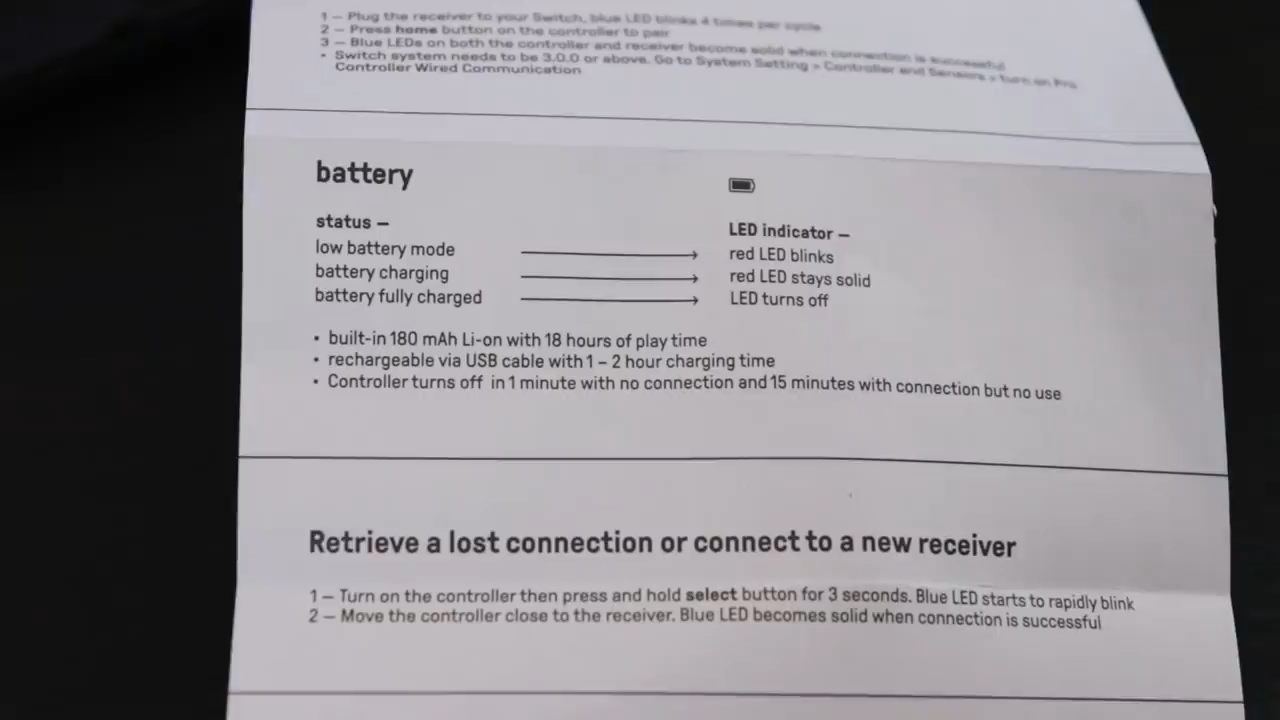 1 – Plug the receiver to your Switch, blue LED blinks 4 times per cycle
2 – Press home button on the controller to pair
3 – Blue LEDs on both the controller and receiver become solid when connection is successful
• Switch system needs to be 3.0.0 or above. Go to System Setting > Controller and Sensors > turn on Pro
Controller Wired Communication
battery
status –
LED indicator –
low battery mode → red LED blinks
battery charging → red LED stays solid
battery fully charged → LED turns off
• built-in 180 mAh Li-on with 18 hours of play time
• rechargeable via USB cable with 1 – 2 hour charging time
• Controller turns off in 1 minute with no connection and 15 minutes with connection but no use
Retrieve a lost connection or connect to a new receiver
1 – Turn on the controller then press and hold select button for 3 seconds. Blue LED starts to rapidly blink
2 – Move the controller close to the receiver. Blue LED becomes solid when connection is successful